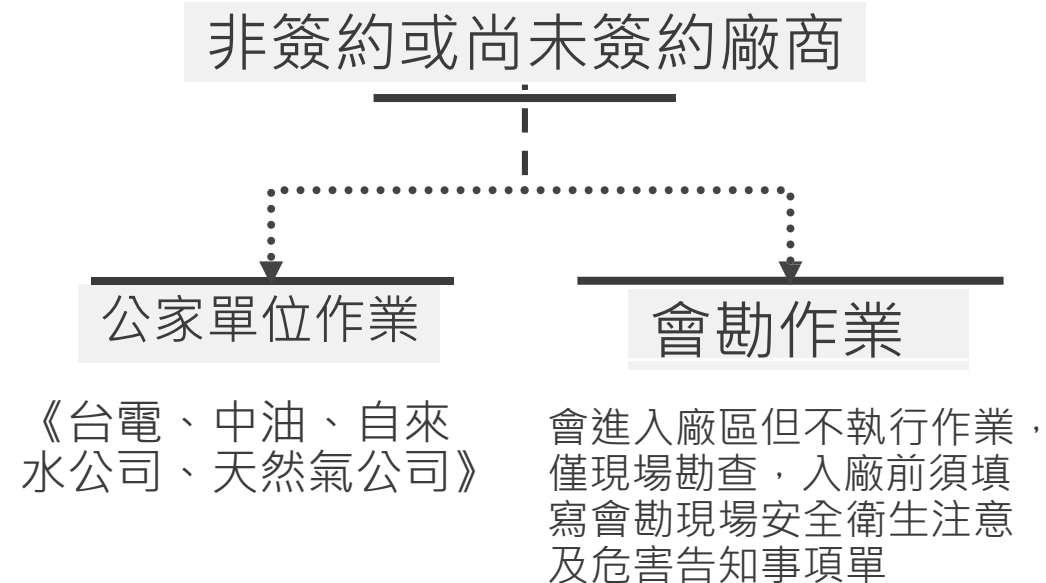 非簽約或尚未簽約廠商
公家單位作業
《台電、中油、自來
水公司、天然氣公司》
會勘作業
會進入廠區但不執行作業，
僅現場勘查，入廠前須填
寫會勘現場安全衛生注意
及危害告知事項單